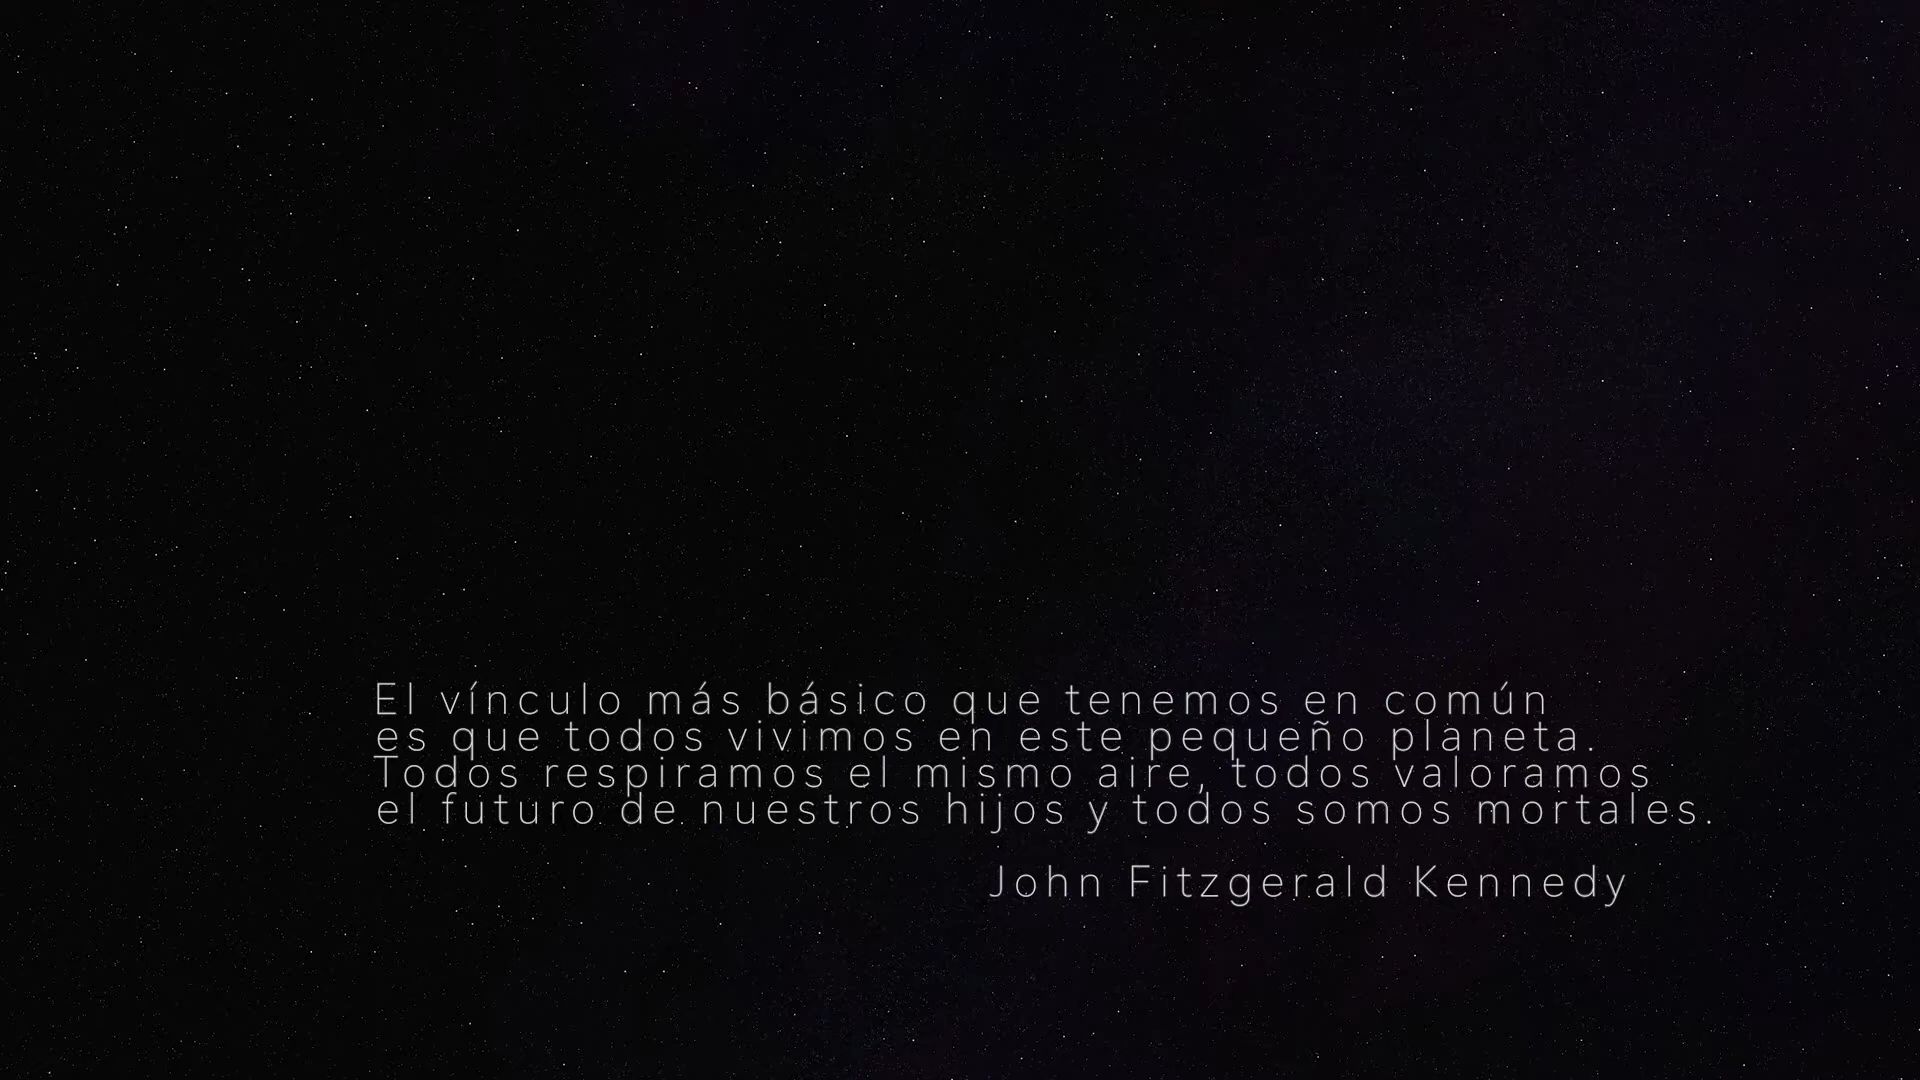 El vínculo más básico que tenemos en común
es que todos vivimos en este pequeño planeta.
Todos respiramos el mismo aire, todos valoramos
el futuro de nuestros hijos y todos somos mortales.
John Fitzgerald Kennedy